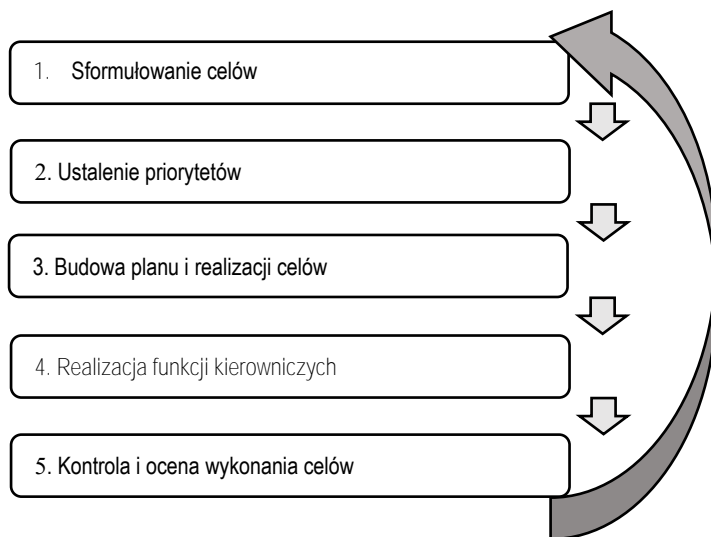 1. Sformułowanie celów
2. Ustalenie priorytetów
3. Budowa planu i realizacji celów
4. Realizacja funkcji kierowniczych
5. Kontrola i ocena wykonania celów